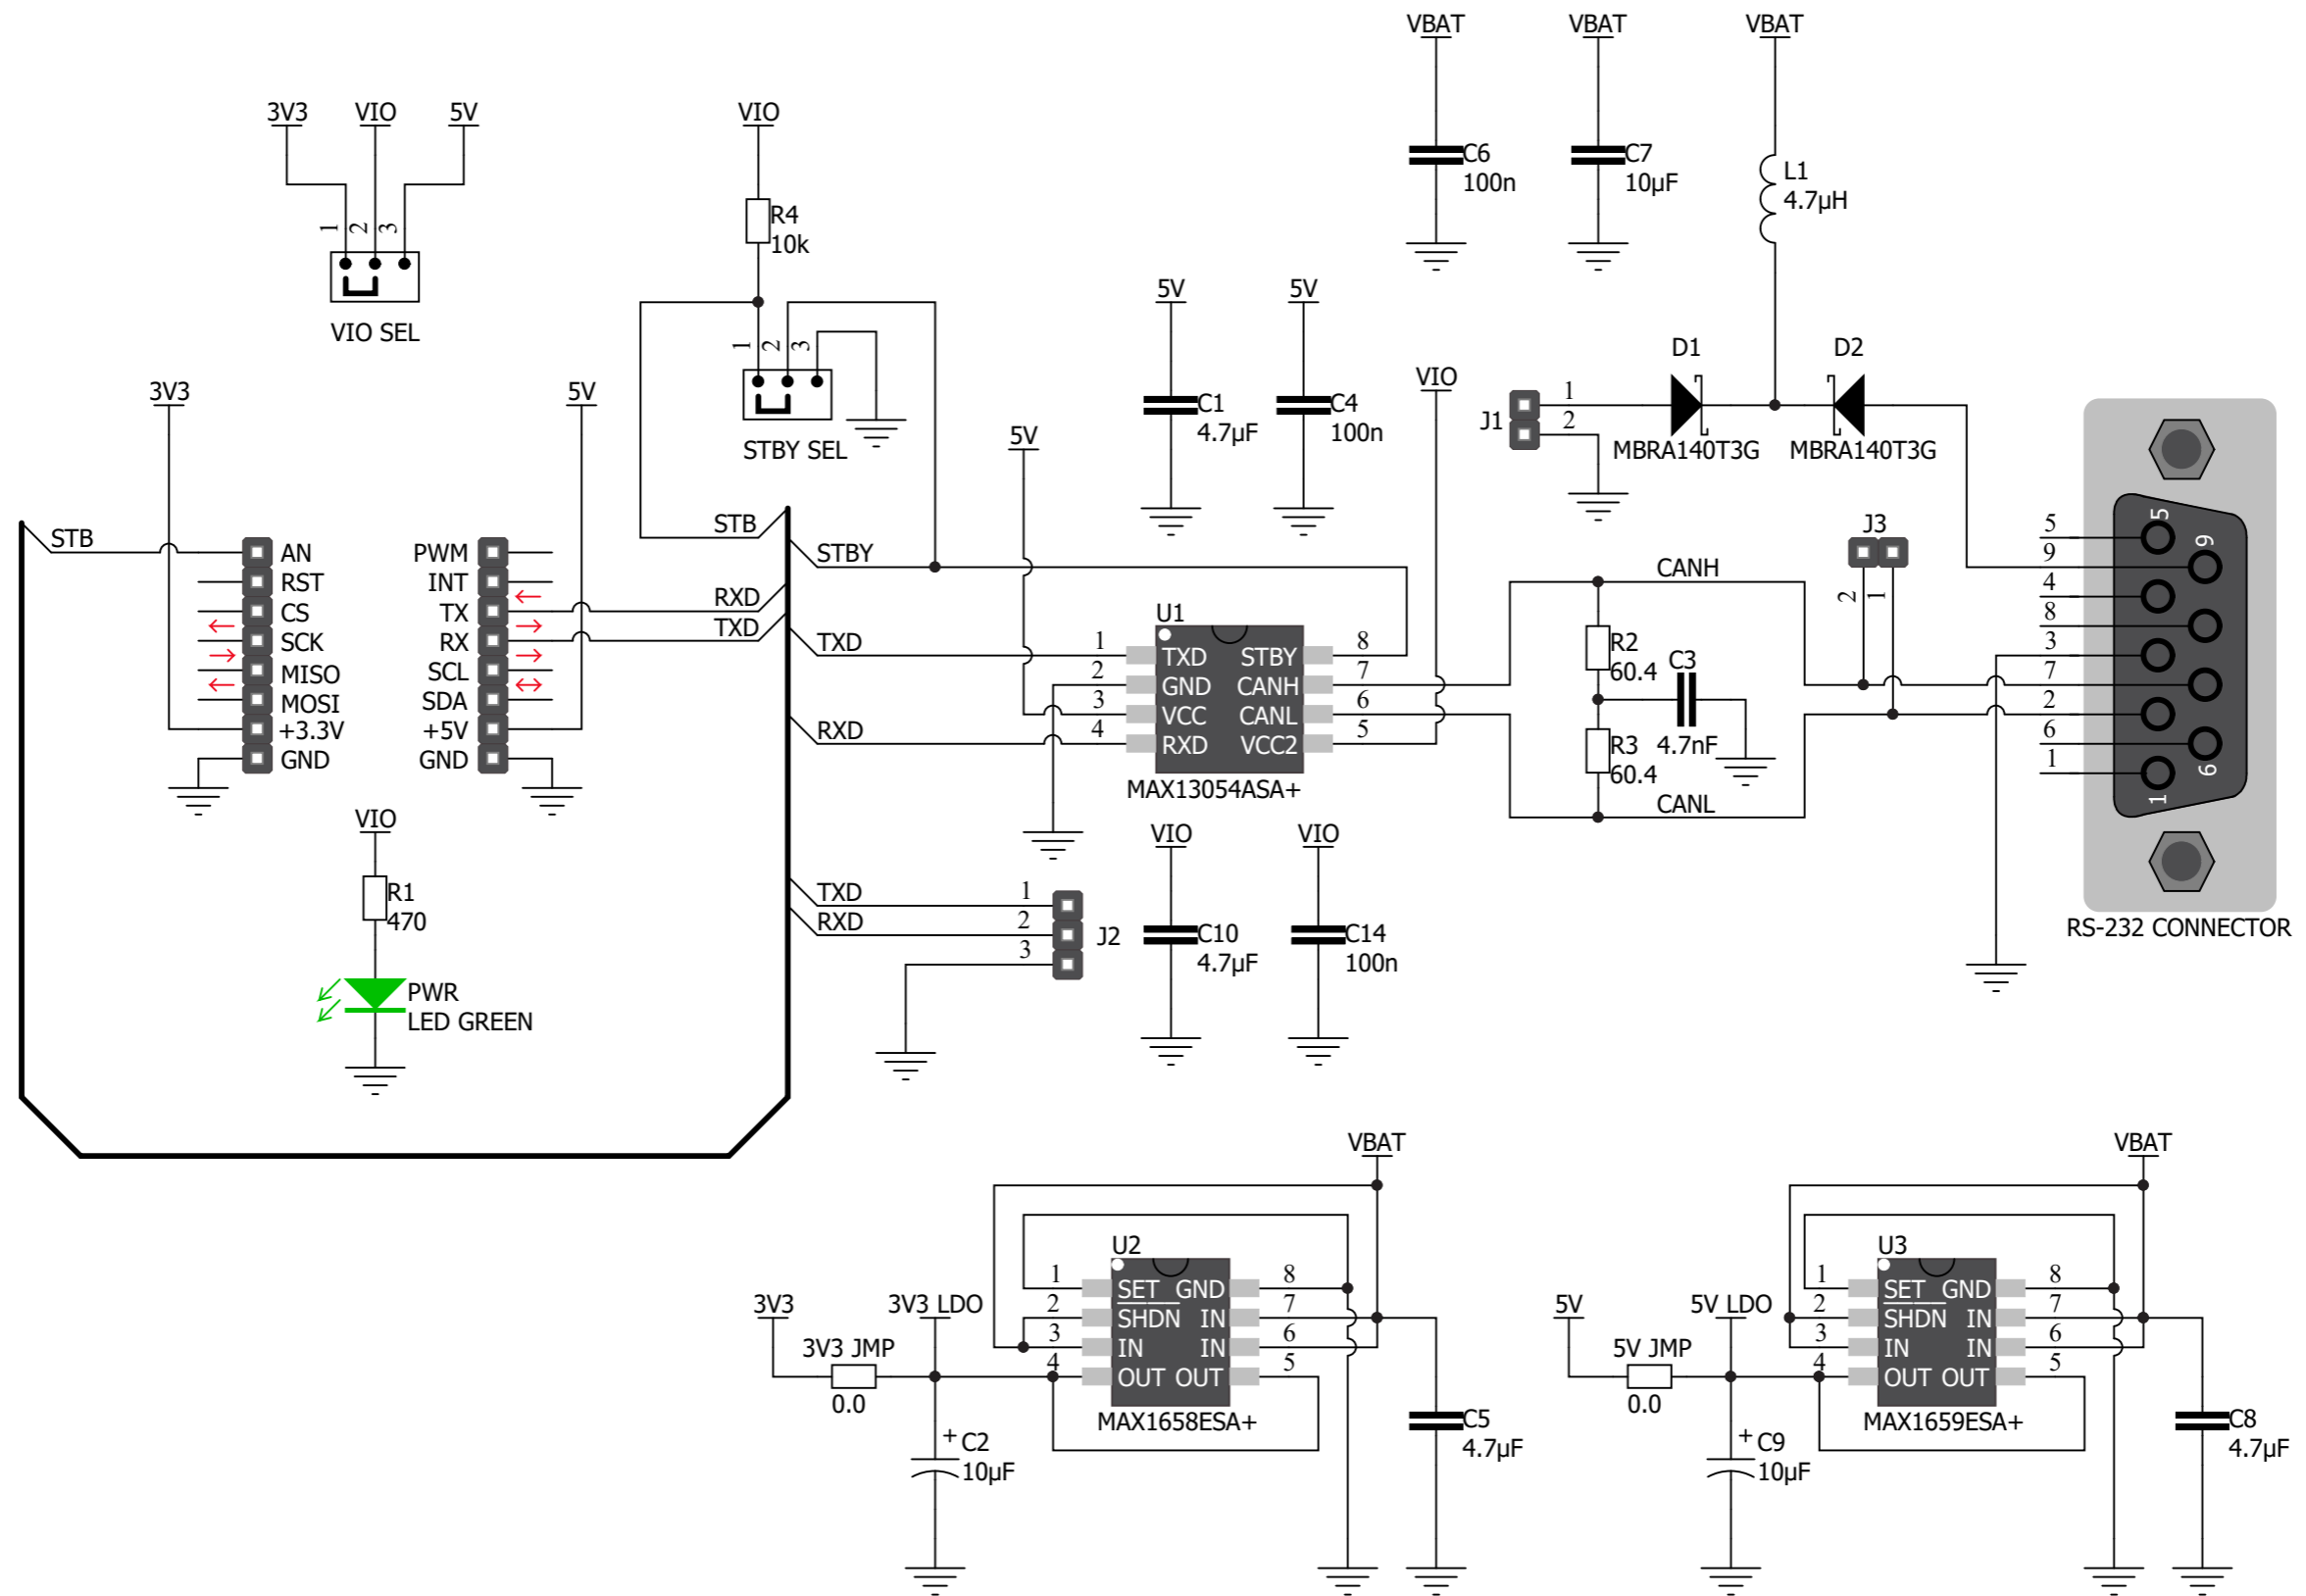 VBAT VBAT VBAT
3V3 VIO 5V VIO
C6
100n
C7
10µF
L1
4.7µH
R4
10k
1 2 3
VIO SEL
5V 5V
1 2 3
STBY SEL
C1
4.7µF
C4
100n
VIO
D1 D2
J1
1
2
MBRA140T3G MBRA140T3G
3V3 5V 5V
STB
AN
RST
CS
SCK
MISO
MOSI
+3.3V
GND
PWM
INT
TX
RX
SCL
SDA
+5V
GND
STB
STBY
RXD
TXD
TXD
RXD
U1
1 TXD STBY 8
2 GND CANH 7
3 VCC CANL 6
4 RXD VCC2 5
MAX13054ASA+
CANH
R2
60.4
C3
4.7nF
R3
60.4
CANL
J3
2 1
5
9
4
8
3
7
2
6
1
5
9
6
1
RS-232 CONNECTOR
VIO
R1
470
PWR
LED GREEN
TXD 1
RXD 2
3
J2
VIO VIO
C10
4.7µF
C14
100n
VBAT
U2
1 SET GND 8
2 SHDN IN 7
3 IN IN 6
4 OUT OUT 5
MAX1658ESA+
3V3
3V3 LDO
3V3 JMP
0.0
+ C2
10µF
C5
4.7µF
VBAT
U3
1 SET GND 8
2 SHDN IN 7
3 IN IN 6
4 OUT OUT 5
MAX1659ESA+
5V
5V LDO
5V JMP
0.0
+ C9
10µF
C8
4.7µF